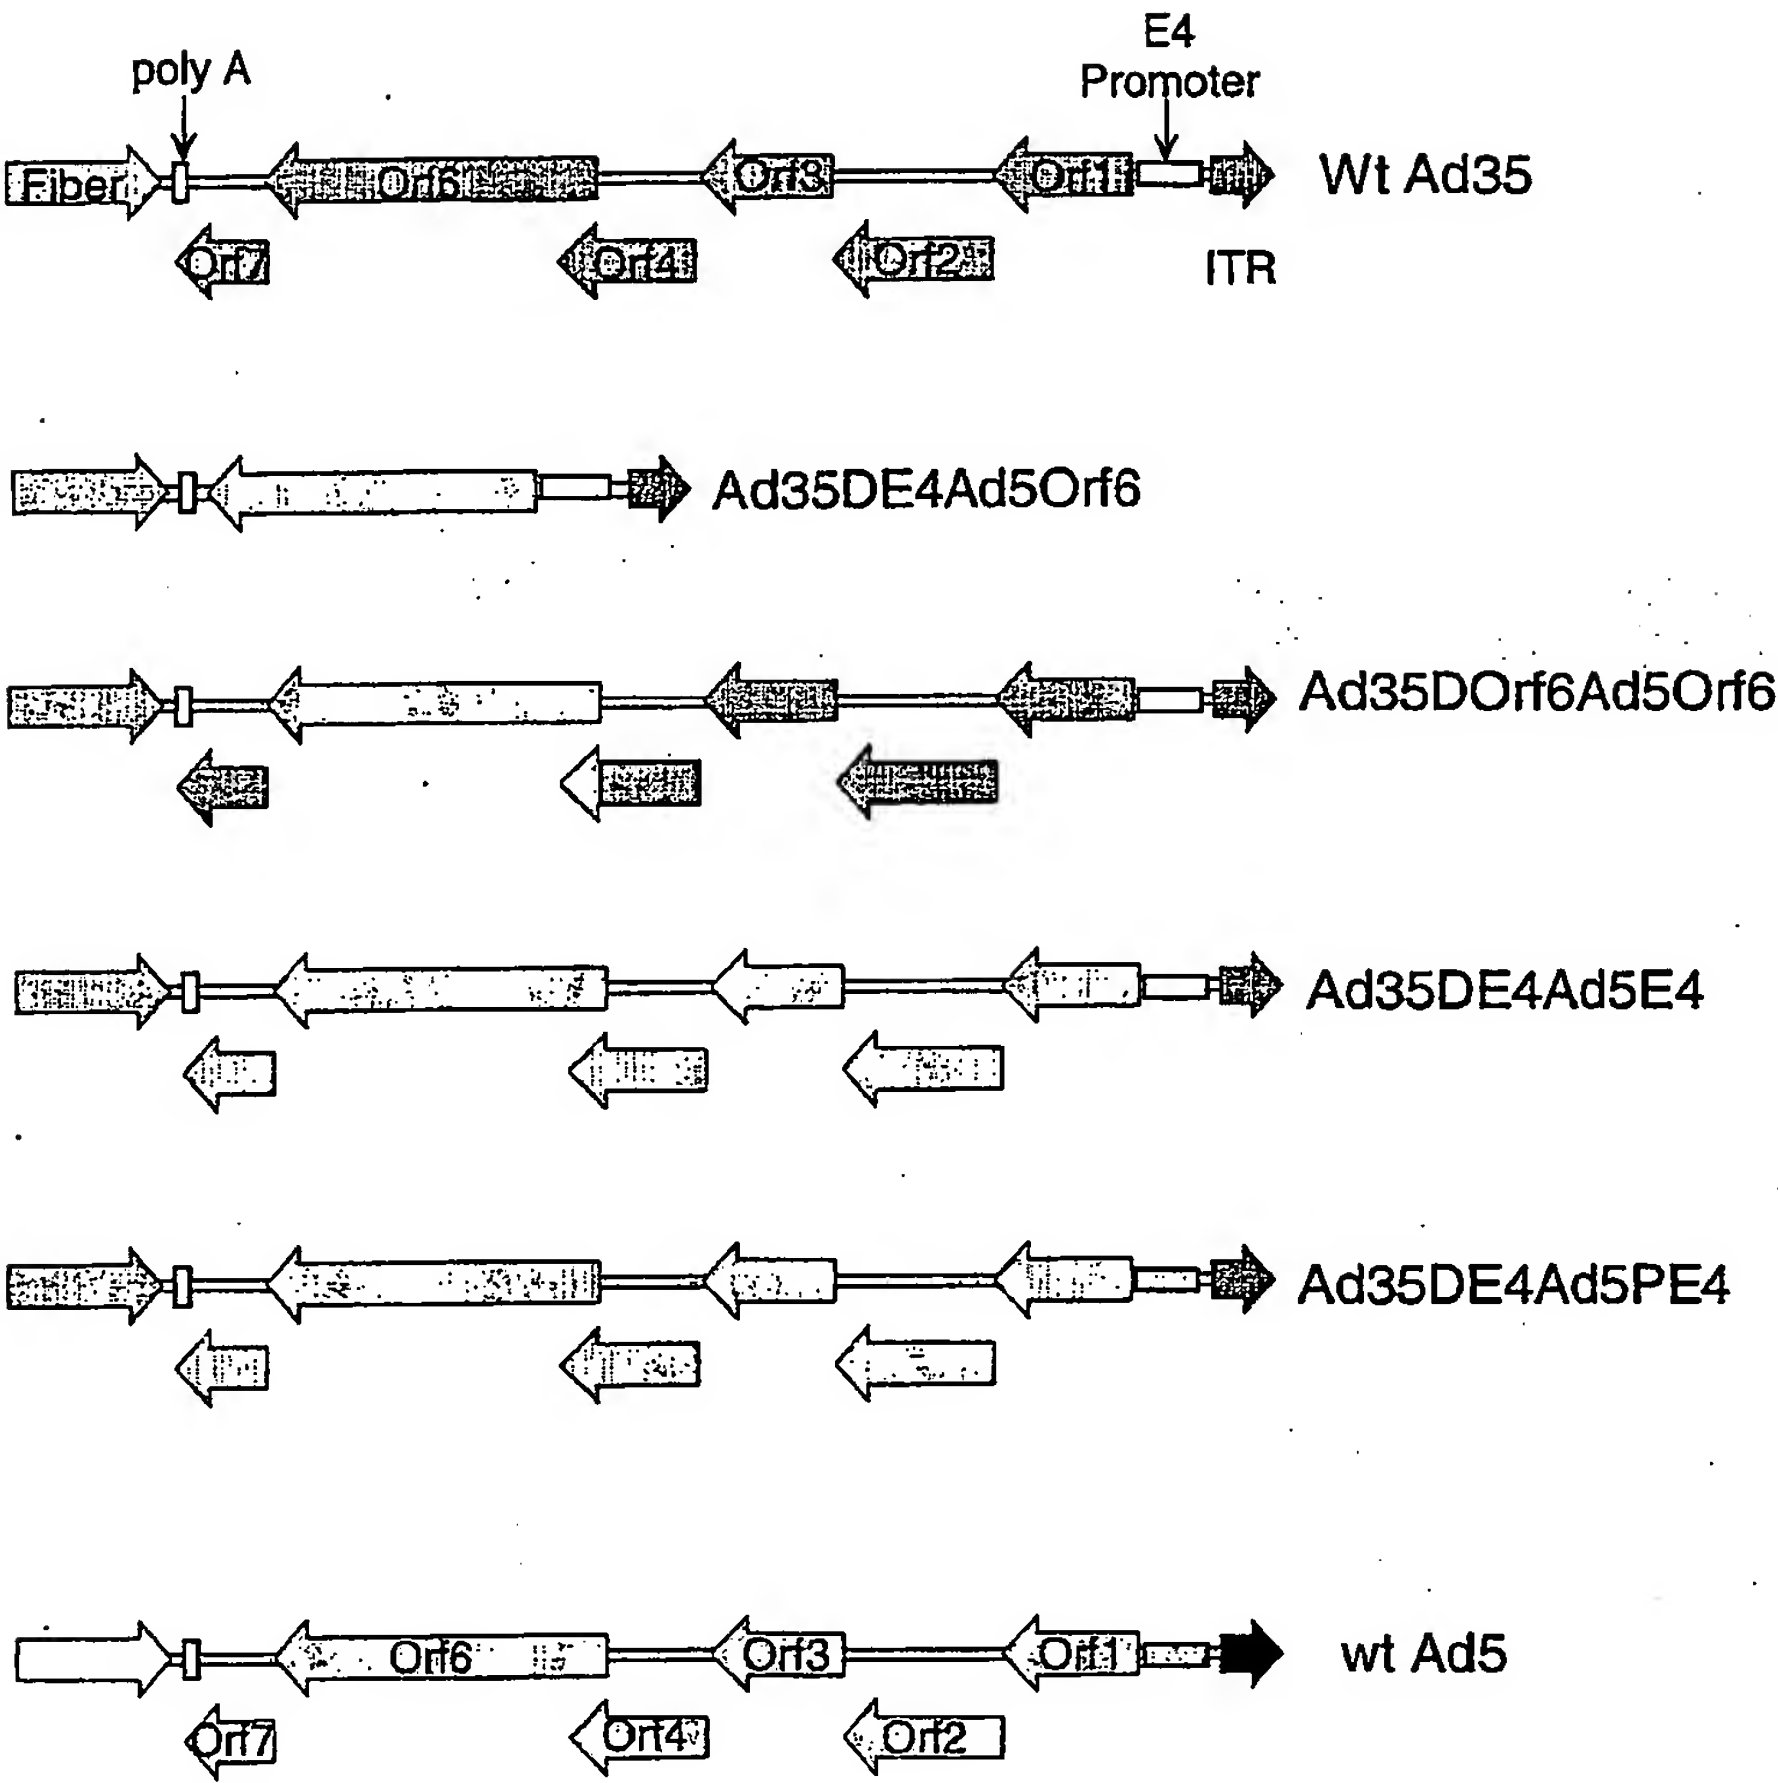 E4
poly A
Promoter
Fiber
Orf6
Orf3
Orf1
Wt Ad35
Orf7
Orf4
Orf2
ITR
Ad35DE4Ad5Orf6
Ad35DOrf6Ad5Orf6
Ad35DE4Ad5E4
Ad35DE4Ad5PE4
Orf6
Orf3
Orf1
wt Ad5
Orf7
Orf4
Orf2